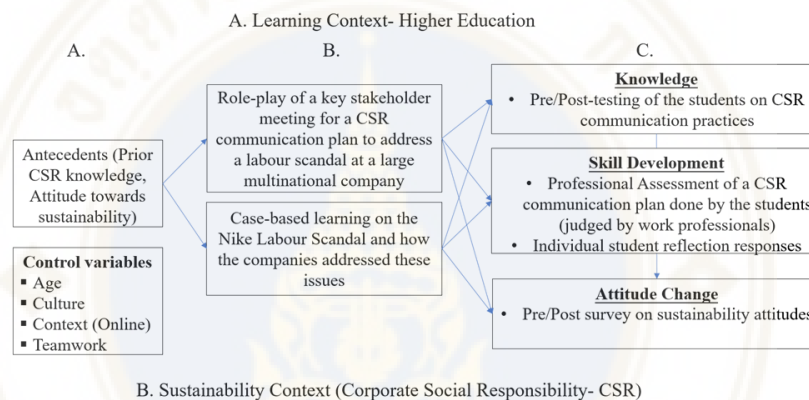 A. Learning Context- Higher Education
A.
B.
C.
Antecedents (Prior
CSR knowledge,
Attitude towards
sustainability)
Control variables
▪ Age
▪ Culture
▪ Context (Online)
▪ Teamwork
Role-play of a key stakeholder
meeting for a CSR
communication plan to address
a labour scandal at a large
multinational company
Case-based learning on the
Nike Labour Scandal and how
the companies addressed these
issues
Knowledge
• Pre/Post-testing of the students on CSR
communication practices
Skill Development
• Professional Assessment of a CSR
communication plan done by the students
(judged by work professionals)
• Individual student reflection responses
Attitude Change
• Pre/Post survey on sustainability attitudes
B. Sustainability Context (Corporate Social Responsibility- CSR)